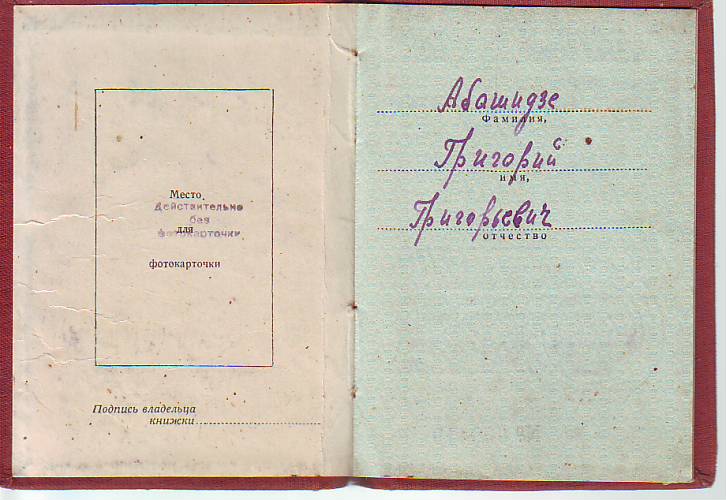 Место
Действительно
без
для
фотокарточки
фотокарточки
Подпись владельца
книжки
Абашидзе
Фамилия,
Григорий
имя,
Григорьевич
отчество